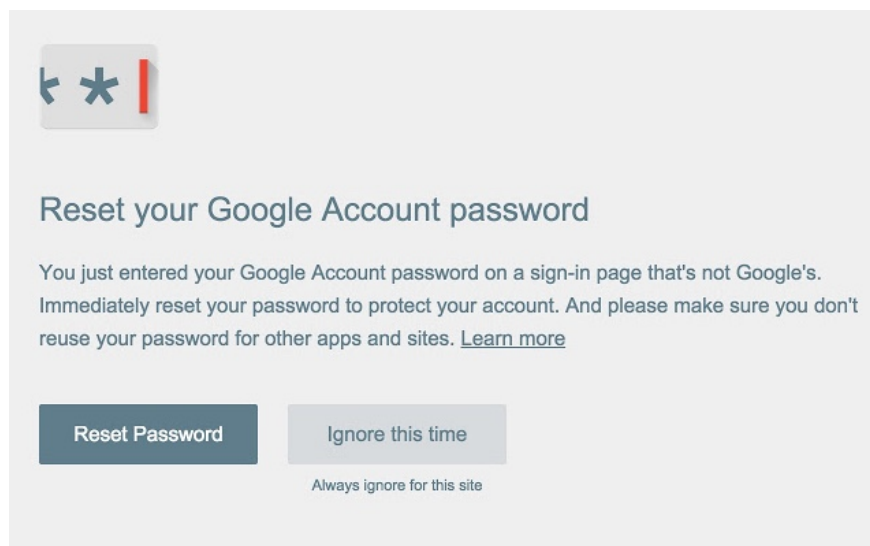 Reset your Google Account password
You just entered your Google Account password on a sign-in page that's not Google's.
Immediately reset your password to protect your account. And please make sure you don't
reuse your password for other apps and sites. Learn more
Reset Password
Ignore this time
Always ignore for this site